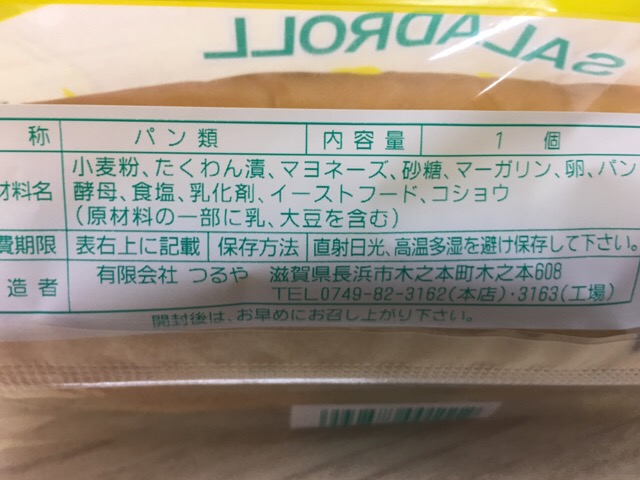 SALADROLL
称 パン類 内容量 1個
小麦粉、たくわん漬、マヨネーズ、砂糖、マーガリン、卵、パン
材料名 酵母、食塩、乳化剤、イーストフード、コショウ
(原材料の一部に乳、大豆を含む)
費期限 表右上に記載 保存方法 直射日光、高温多湿を避け保存して下さい。
造者 有限会社 つるや 滋賀県長浜市木之本町木之本608
TEL0749-82-3162(本店)・3163(工場)
開封後は、お早めにお召し上がり下さい。